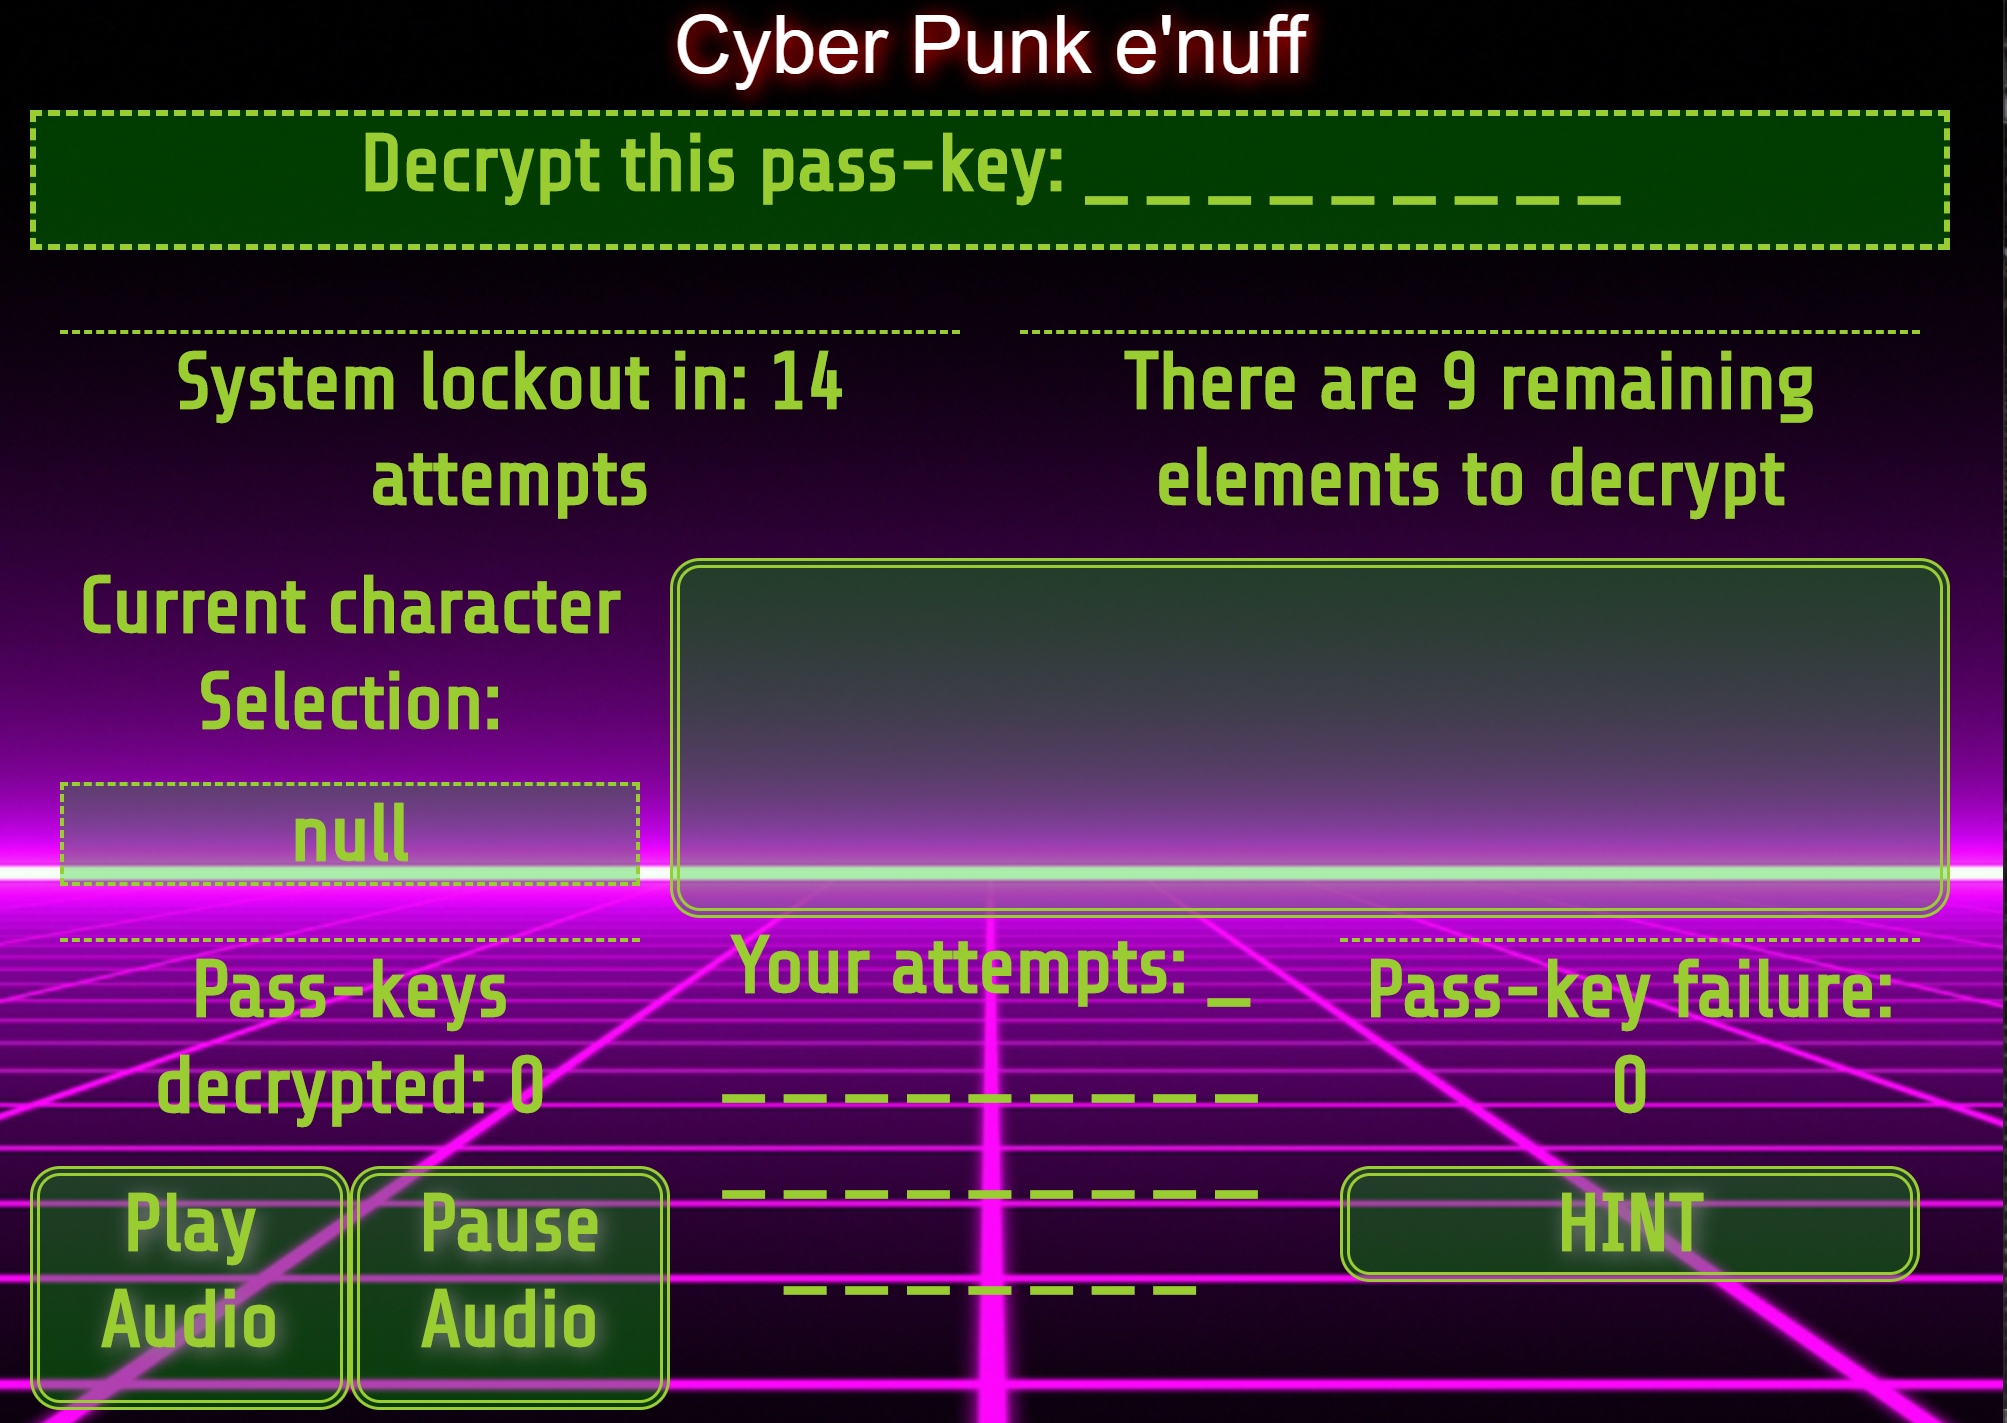 Cyber Punk e'nuff
Decrypt this pass-key: _ _ _ _ _ _ _ _ _
System lockout in: 14
attempts
There are 9 remaining
elements to decrypt
Current character
Selection:
null
Pass-keys
decrypted: 0
Your attempts: _
_ _ _ _ _ _ _ _ _
_ _ _ _ _ _ _ _ _
_ _ _ _ _ _ _
Pass-key failure:
0
Play
Audio
Pause
Audio
HINT